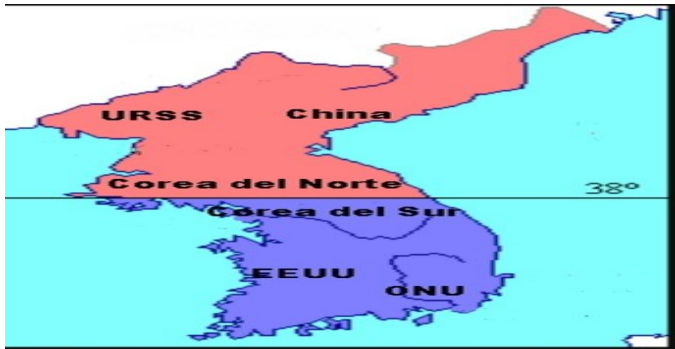 URSS China
Corea del Norte
38º
Corea del Sur
EEUU
ONU